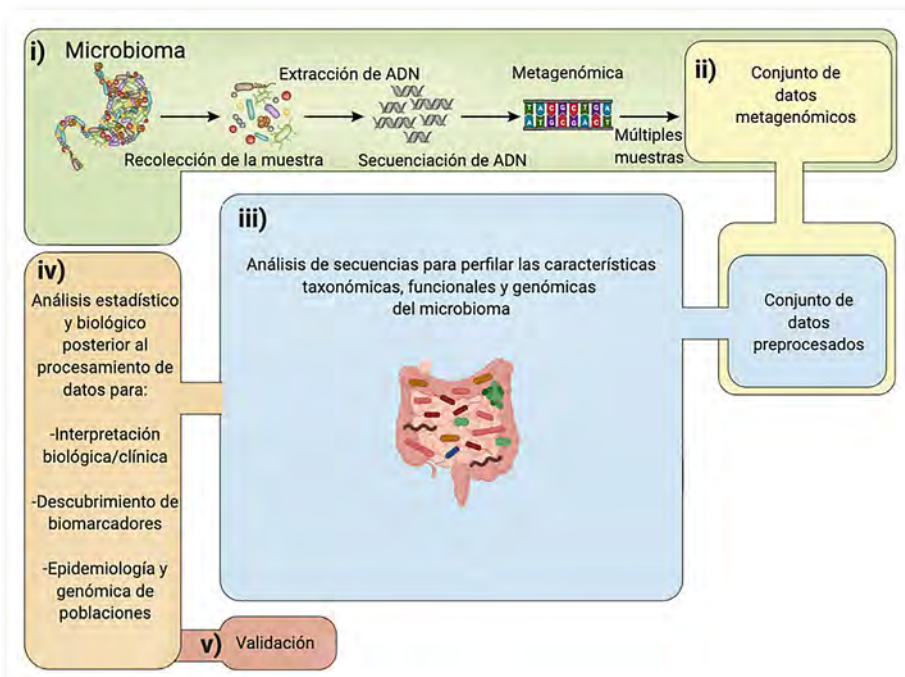 i)
Microbioma
Extracción de ADN
Recolección de la muestra
Secuenciación de ADN
Metagenómica
T A C G C T G A
A T G C G A C T
Múltiples
muestras
ii)
Conjunto de
datos
metagenómicos
Conjunto de
datos
preprocesados
iii)
Análisis de secuencias para perfilar las características
taxonómicas, funcionales y genómicas
del microbioma
iv)
Análisis estadístico
y biológico
posterior al
procesamiento de
datos para:
-Interpretación
biológica/clínica
-Descubrimiento de
biomarcadores
-Epidemiología y
genómica de
poblaciones
v)
Validación